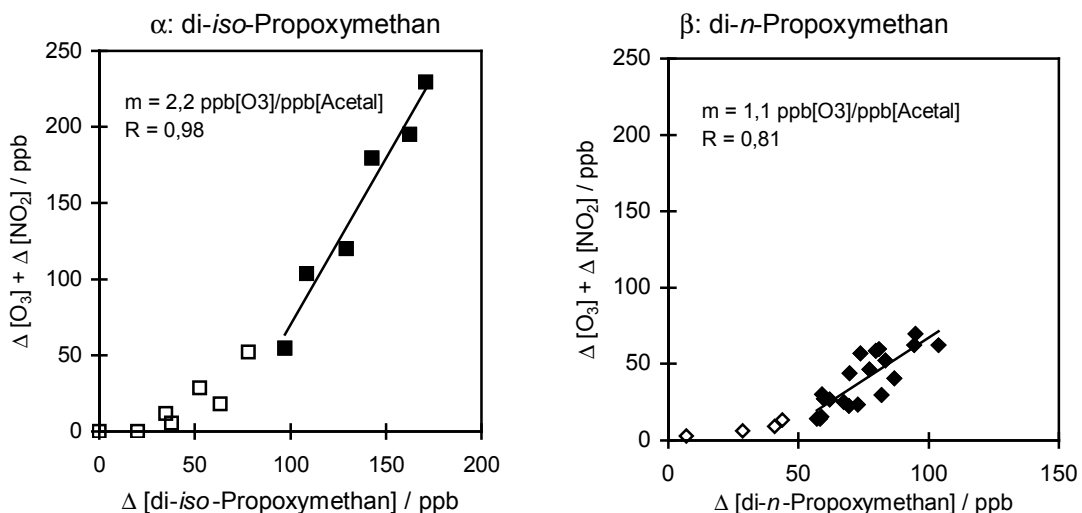 α: di-iso-Propoxymethan
250
200
150
100
50
0
m = 2,2 ppb[O3]/ppb[Acetal]
R = 0,98
Δ [O₃] + Δ [NO₂] / ppb
0 50 100 150 200
Δ [di-iso-Propoxymethan] / ppb
β: di-n-Propoxymethan
250
200
150
100
50
0
m = 1,1 ppb[O3]/ppb[Acetal]
R = 0,81
Δ [O₃] + Δ [NO₂] / ppb
0 50 100 150
Δ [di-n-Propoxymethan] / ppb